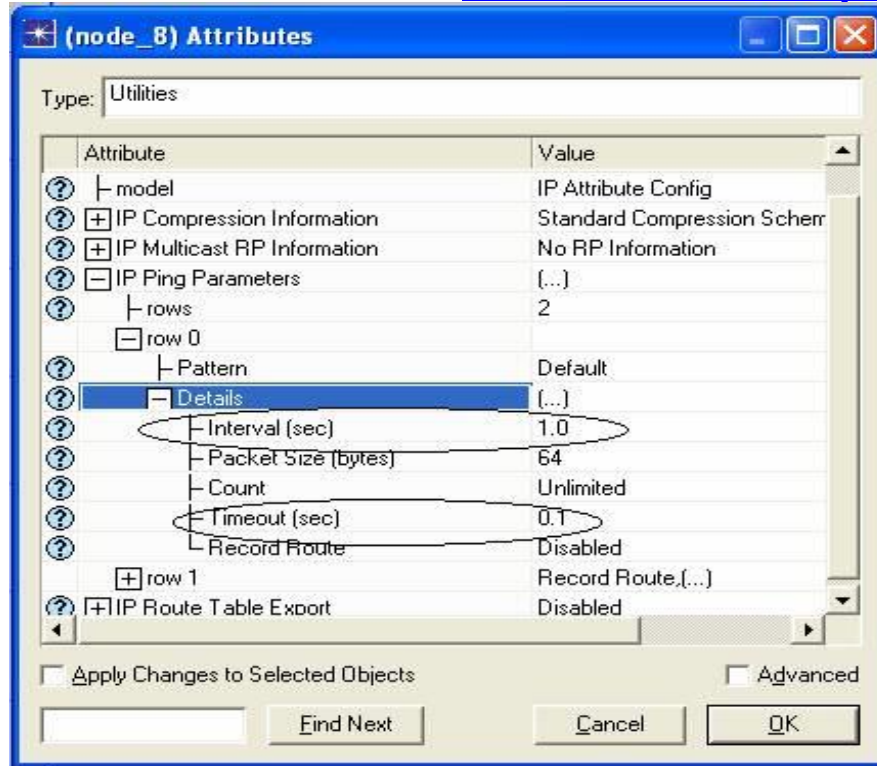 (node_8) Attributes
Type: Utilities
Attribute Value
model IP Attribute Config
IP Compression Information Standard Compression Schem
IP Multicast RP Information No RP Information
IP Ping Parameters (...)
rows 2
row 0
Pattern Default
Details (...)
Interval (sec) 1.0
Packet Size (bytes) 64
Count Unlimited
Timeout (sec) 0.1
Record Route Disabled
row 1 Record Route,(...)
IP Route Table Export Disabled
Apply Changes to Selected Objects Advanced
Find Next Cancel OK